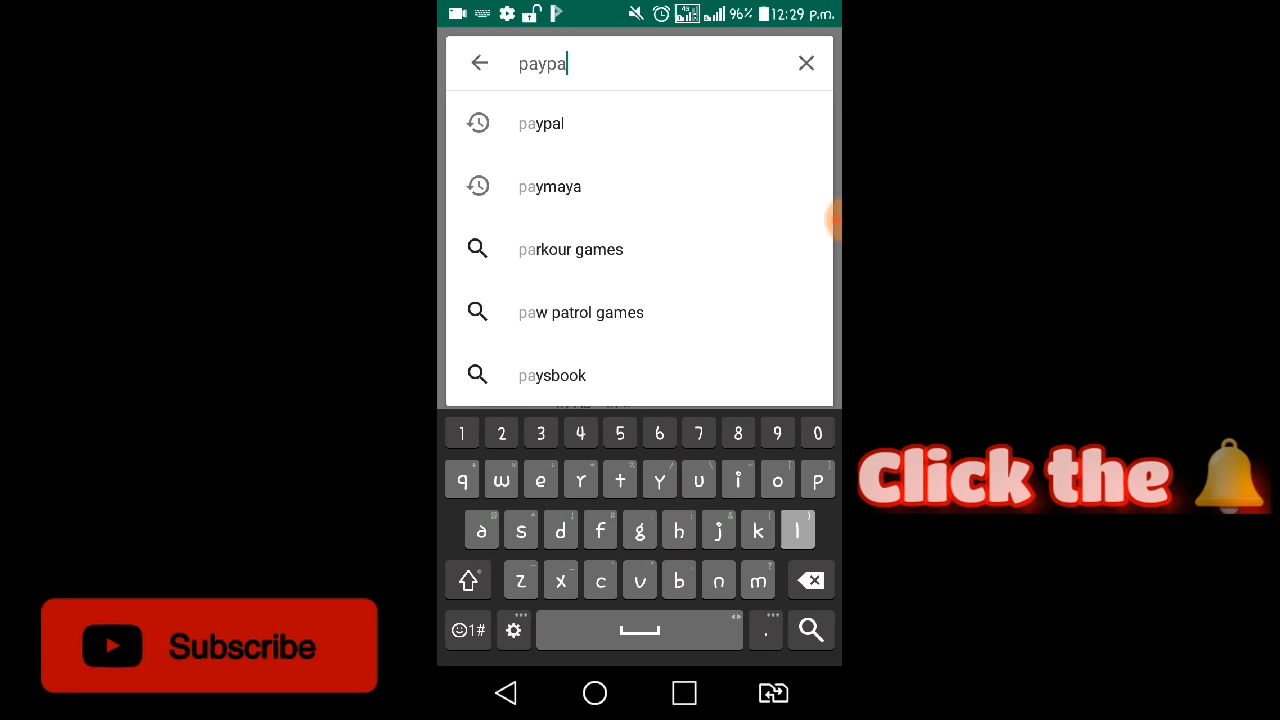 96% 12:29 p.m.
paypa
paypal
paymaya
parkour games
paw patrol games
paysbook
1 2 3 4 5 6 7 8 9 0
q w e r t y u i o p
a s d f g h j k l
z x c v b n m
1# .
Click the
Subscribe